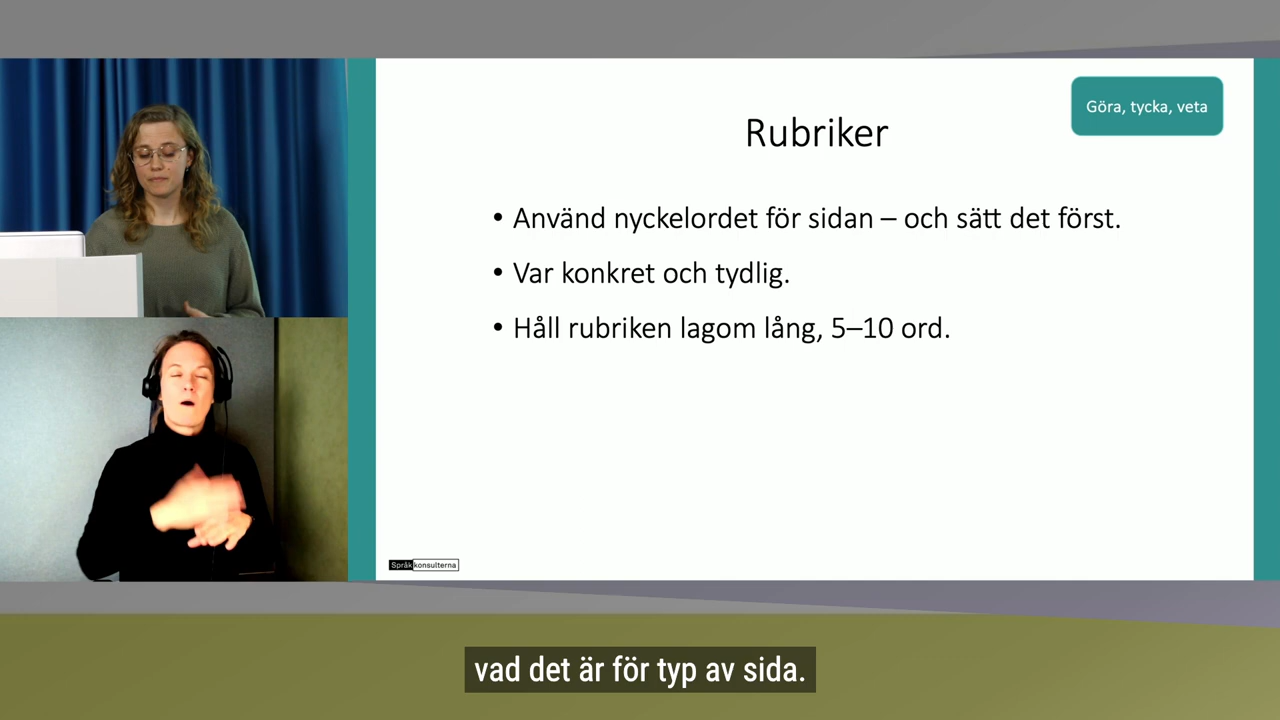 Göra, tycka, veta
Rubriker
• Använd nyckelordet för sidan – och sätt det först.
• Var konkret och tydlig.
• Håll rubriken lagom lång, 5–10 ord.
Språkkonsulterna
vad det är för typ av sida.